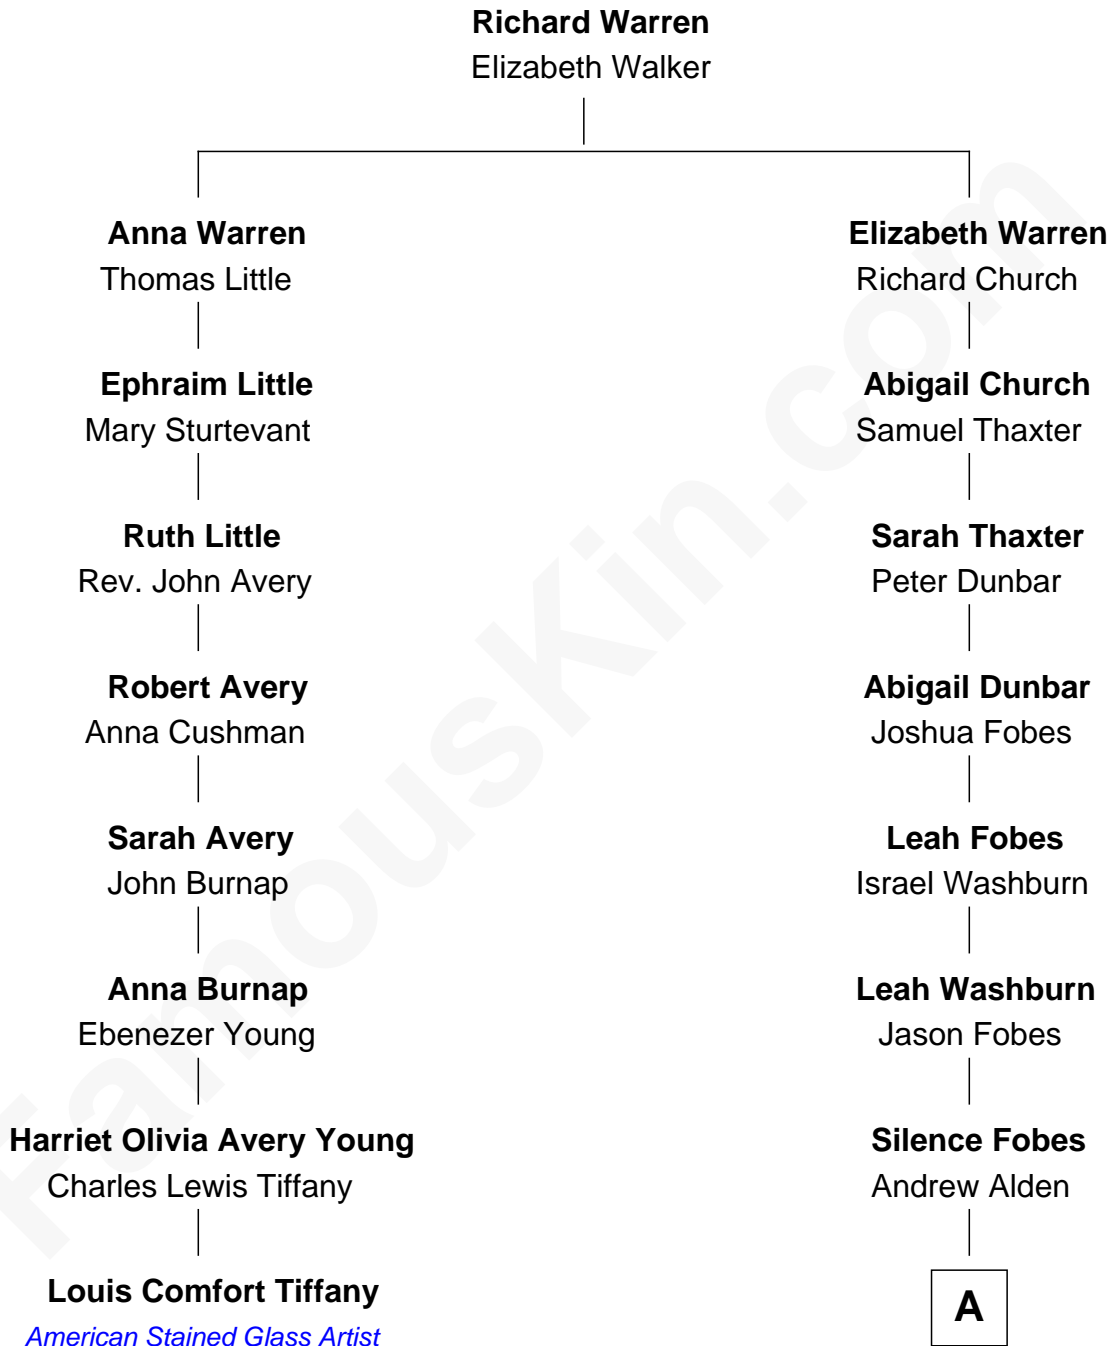 Richard Warren
Elizabeth Walker
Anna Warren
Thomas Little
Elizabeth Warren
Richard Church
Ephraim Little
Mary Sturtevant
Abigail Church
Samuel Thaxter
Ruth Little
Rev. John Avery
Sarah Thaxter
Peter Dunbar
Robert Avery
Anna Cushman
Abigail Dunbar
Joshua Fobes
Sarah Avery
John Burnap
Leah Fobes
Israel Washburn
Anna Burnap
Ebenezer Young
Leah Washburn
Jason Fobes
Harriet Olivia Avery Young
Charles Lewis Tiffany
Silence Fobes
Andrew Alden
Louis Comfort Tiffany
American Stained Glass Artist
A
FamousKin.com